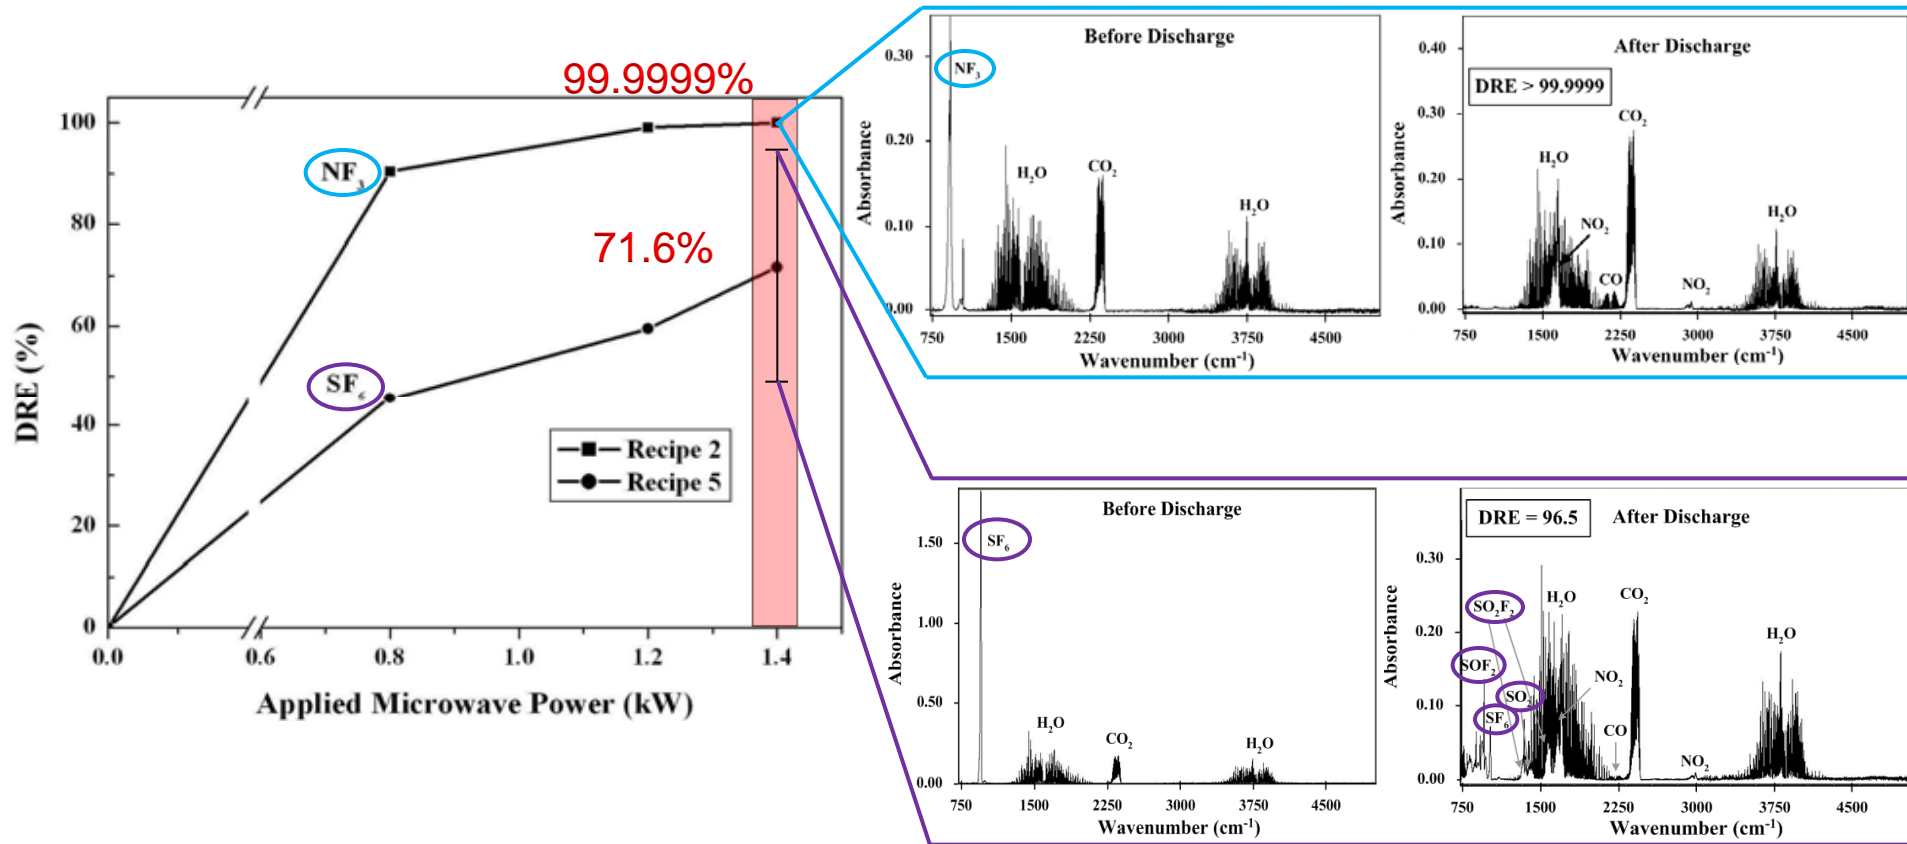 99.9999%
71.6%
NF₃
SF₆
Recipe 2
Recipe 5
DRE (%)
100
80
60
40
20
0
0.0
0.6
0.8
1.0
1.2
1.4
Applied Microwave Power (kW)
Before Discharge
NF₃
H₂O
CO₂
H₂O
Absorbance
0.30
0.20
0.10
0.00
750
1500
2250
3000
3750
4500
Wavenumber (cm⁻¹)
After Discharge
DRE > 99.9999
CO₂
H₂O
NO₂
CO
NO₂
H₂O
Absorbance
0.40
0.30
0.20
0.10
0.00
750
1500
2250
3000
3750
4500
Wavenumber (cm⁻¹)
Before Discharge
SF₆
H₂O
CO₂
H₂O
Absorbance
1.50
1.00
0.50
0.00
750
1500
2250
3000
3750
4500
Wavenumber (cm⁻¹)
DRE = 96.5
After Discharge
SO₂F₂
H₂O
CO₂
SOF₂
SO₂
SF₆
NO₂
CO
NO₂
H₂O
Absorbance
0.30
0.20
0.10
0.00
750
1500
2250
3000
3750
4500
Wavenumber (cm⁻¹)